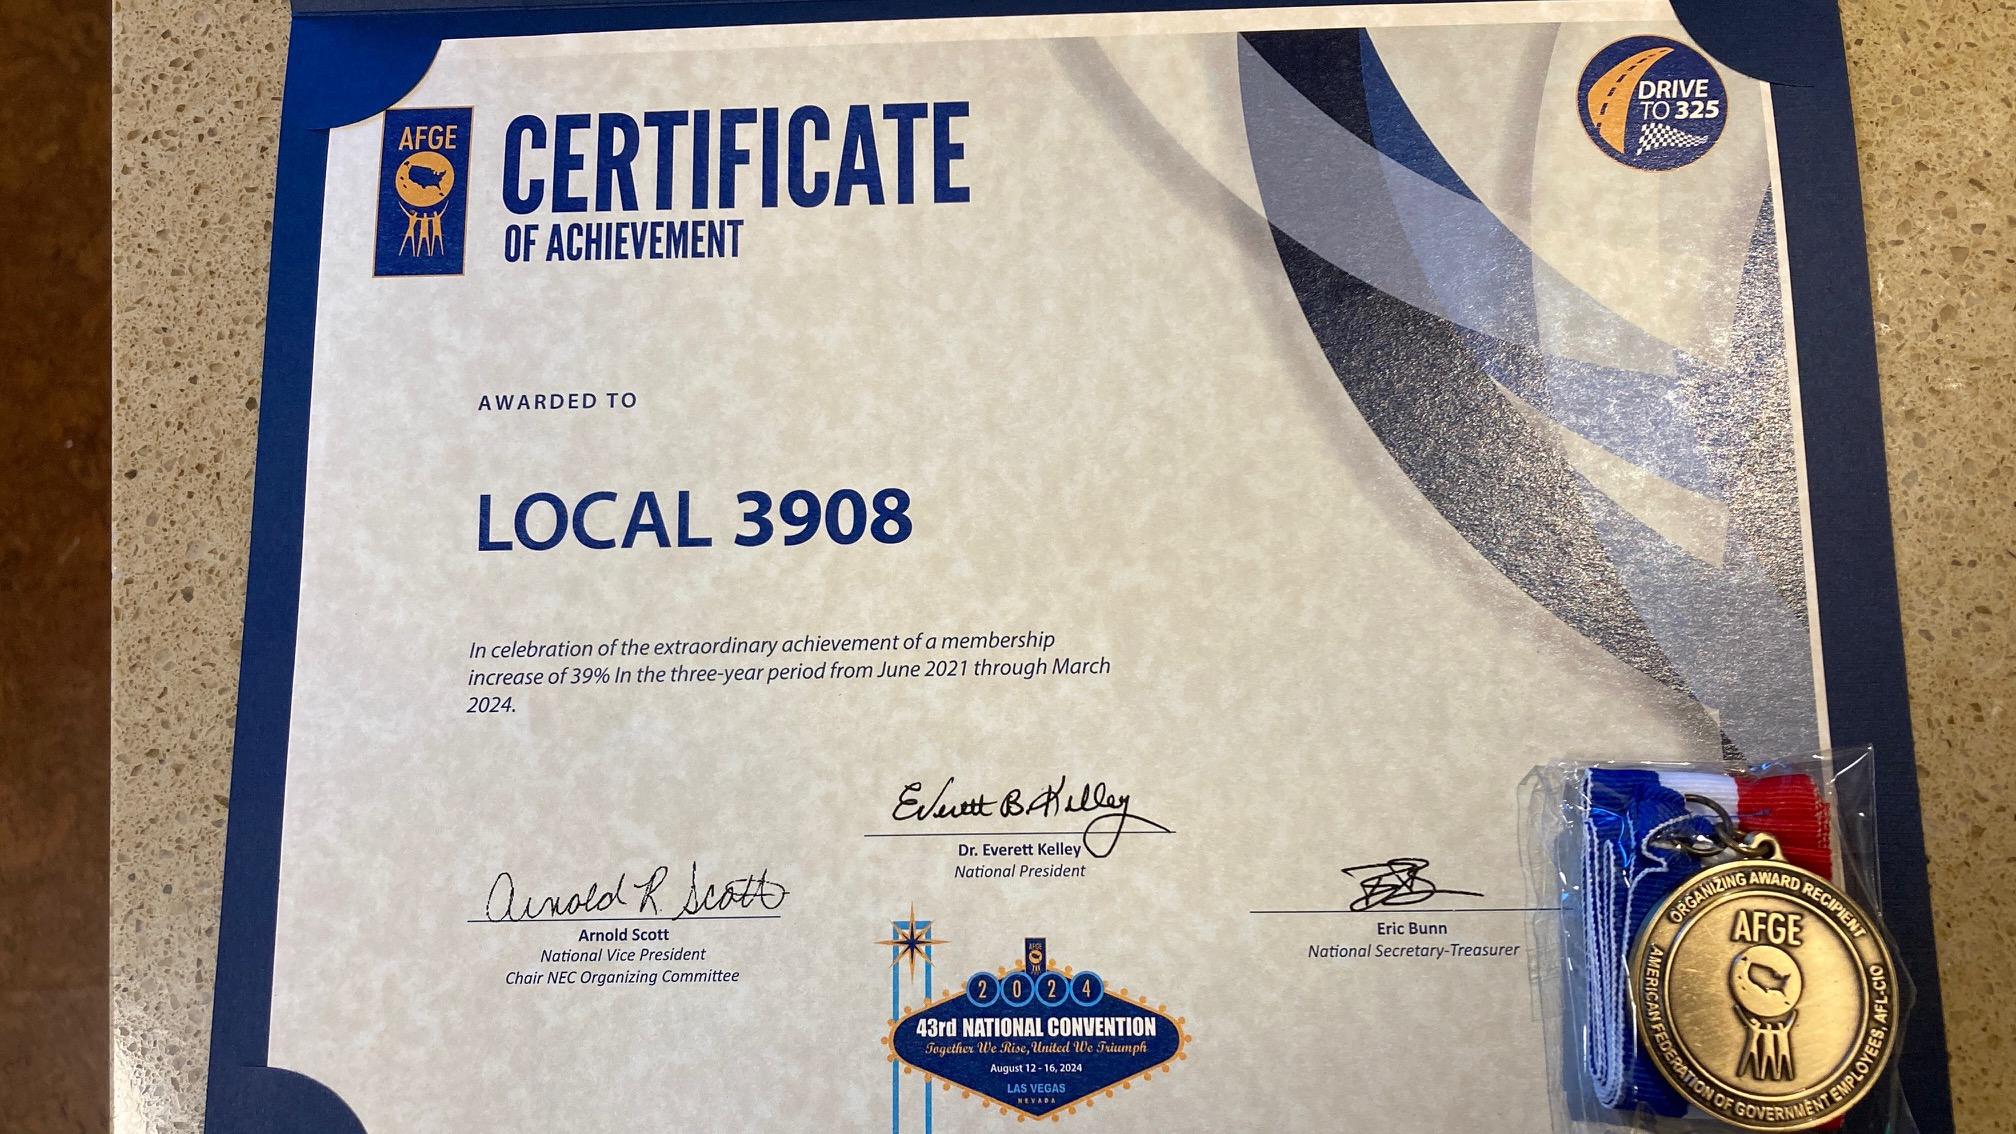 AFGE
CERTIFICATE
OF ACHIEVEMENT
DRIVE
TO 325
AWARDED TO
LOCAL 3908
In celebration of the extraordinary achievement of a membership
increase of 39% In the three-year period from June 2021 through March
2024.
Everett B. Kelley
Dr. Everett Kelley
National President
Arnold R. Scott
Arnold Scott
National Vice President
Chair NEC Organizing Committee
Eric Bunn
National Secretary-Treasurer
AFGE
2024
43rd NATIONAL CONVENTION
Together We Rise, United We Triumph
August 12 - 16, 2024
LAS VEGAS
NEVADA
ORGANIZING AWARD RECIPIENT
AFGE
AMERICAN FEDERATION OF GOVERNMENT EMPLOYEES, AFL-CIO